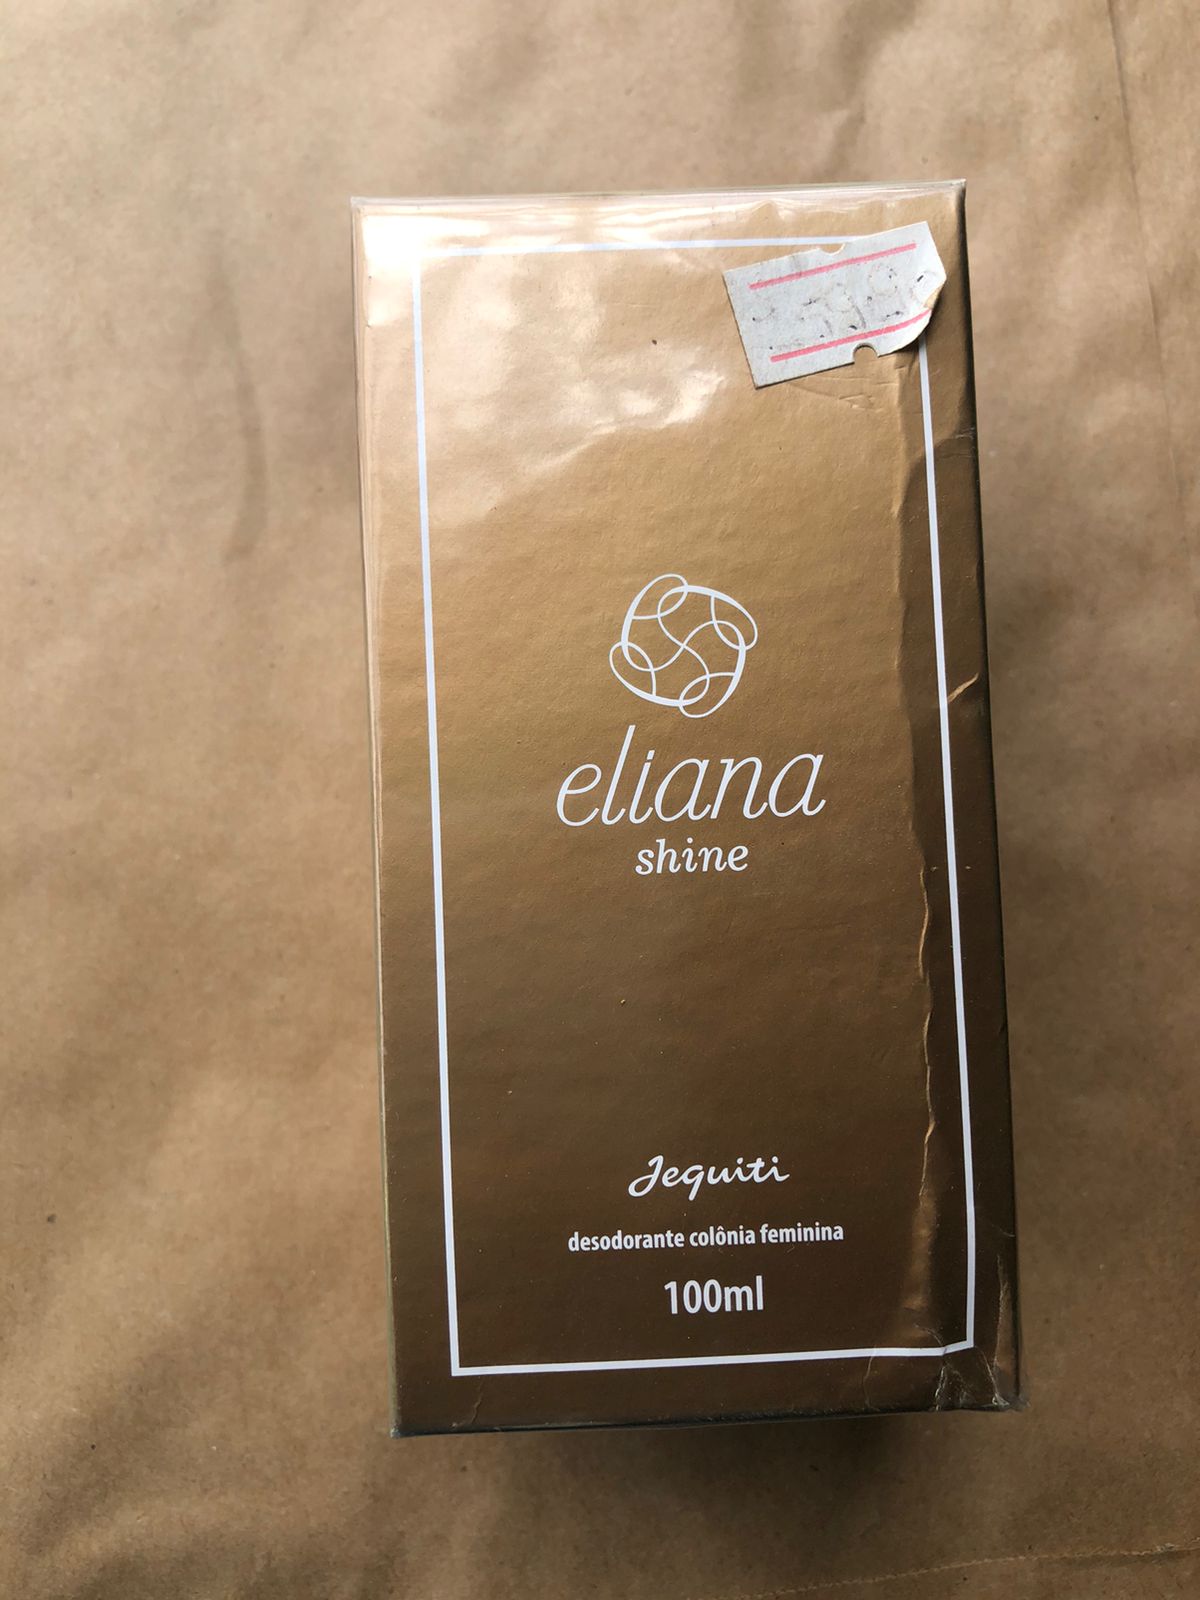 eliana
shine
Jequiti
desodorante colônia feminina
100ml